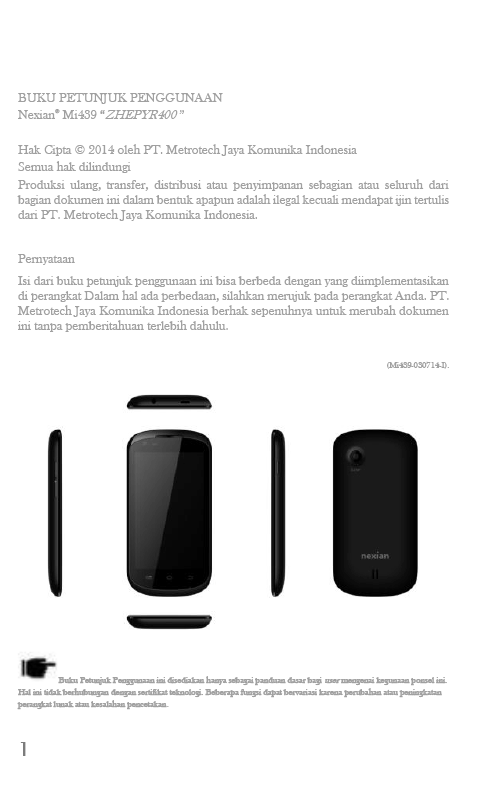 BUKU PETUNJUK PENGGUNAAN
Nexian® Mi439 “ZHEPYR400”
Hak Cipta © 2014 oleh PT. Metrotech Jaya Komunika Indonesia
Semua hak dilindungi
Produksi ulang, transfer, distribusi atau penyimpanan sebagian atau seluruh dari
bagian dokumen ini dalam bentuk apapun adalah ilegal kecuali mendapat ijin tertulis
dari PT. Metrotech Jaya Komunika Indonesia.
Pernyataan
Isi dari buku petunjuk penggunaan ini bisa berbeda dengan yang diimplementasikan
di perangkat Dalam hal ada perbedaan, silahkan merujuk pada perangkat Anda. PT.
Metrotech Jaya Komunika Indonesia berhak sepenuhnya untuk merubah dokumen
ini tanpa pemberitahuan terlebih dahulu.
(Mi439-030714-I).
nexian
Buku Petunjuk Penggunaan ini disediakan hanya sebagai panduan dasar bagi user mengenai kegunaan ponsel ini.
Hal ini tidak berhubungan dengan sertifikat teknologi. Beberapa fungsi dapat bervariasi karena perubahan atau peningkatan
perangkat lunak atau kesalahan pencetakan.
1